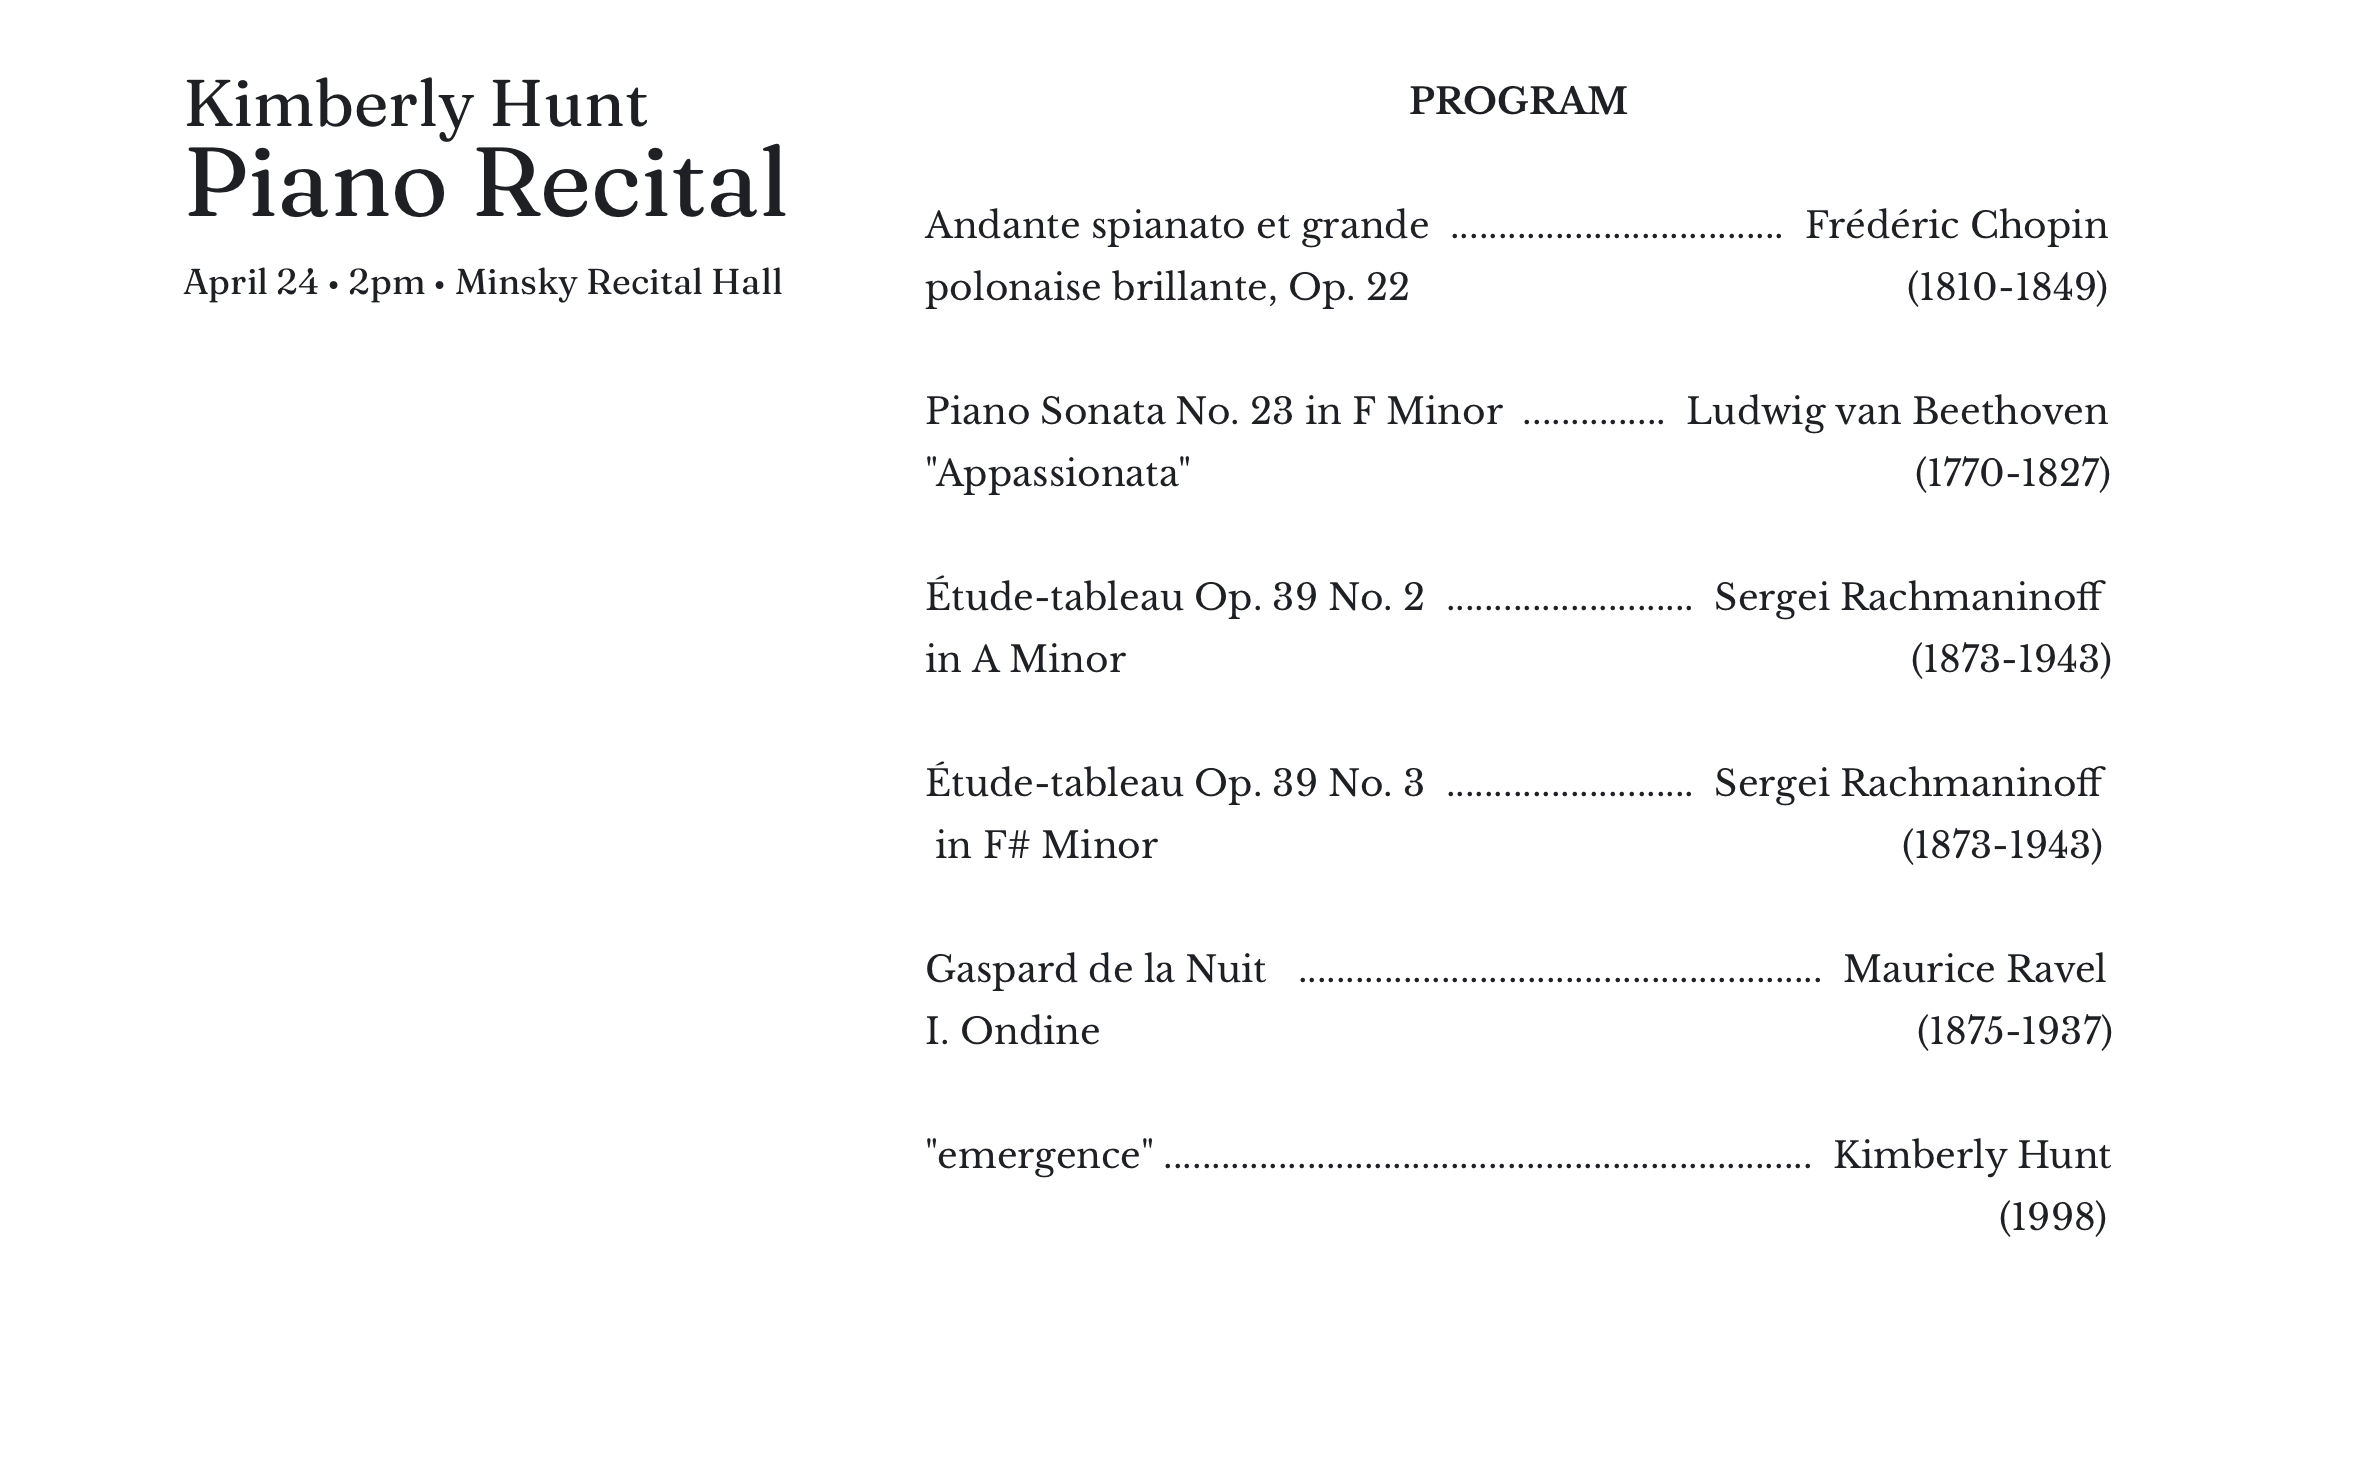 Kimberly Hunt
Piano Recital
April 24 • 2pm • Minsky Recital Hall
PROGRAM
Andante spianato et grande ................................... Frédéric Chopin
polonaise brillante, Op. 22 (1810-1849)
Piano Sonata No. 23 in F Minor ............... Ludwig van Beethoven
"Appassionata" (1770-1827)
Étude-tableau Op. 39 No. 2 .......................... Sergei Rachmaninoff
in A Minor (1873-1943)
Étude-tableau Op. 39 No. 3 .......................... Sergei Rachmaninoff
in F# Minor (1873-1943)
Gaspard de la Nuit ....................................................... Maurice Ravel
I. Ondine (1875-1937)
"emergence" .................................................................... Kimberly Hunt
(1998)